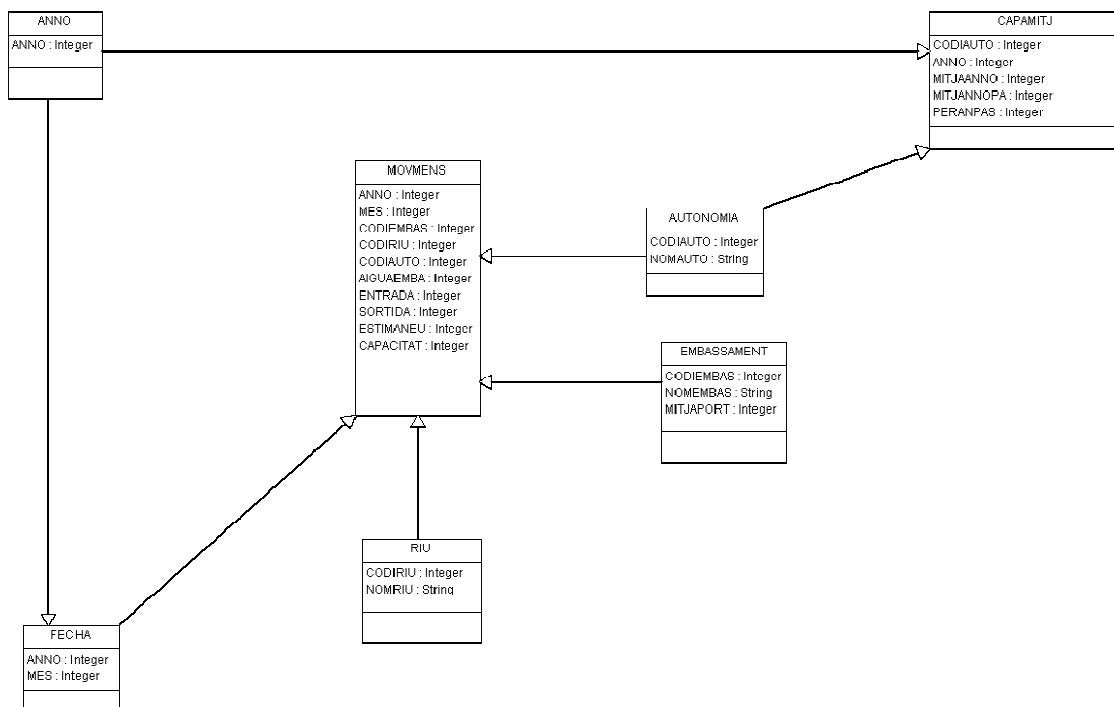 ANNO
ANNO : Integer
CAPAMITJ
CODIAUTO : Integer
ANNO : Integer
MITJAANNO : Integer
MITJANNOPA : Integer
PERANPAS : Integer
MOVMENS
ANNO : Integer
MES : Integer
CODIEMBAS : Integer
CODIRIU : Integer
CODIAUTO : Integer
AIGUAEMBA : Integer
ENTRADA : Integer
SORTIDA : Integer
ESTIMANEU : Integer
CAPACITAT : Integer
AUTONOMIA
CODIAUTO : Integer
NOMAUTO : String
EMBASSAMENT
CODIEMBAS : Integer
NOMEMBAS : String
MITJAPORT : Integer
RIU
CODIRIU : Integer
NOMRIU : String
FECHA
ANNO : Integer
MES : Integer